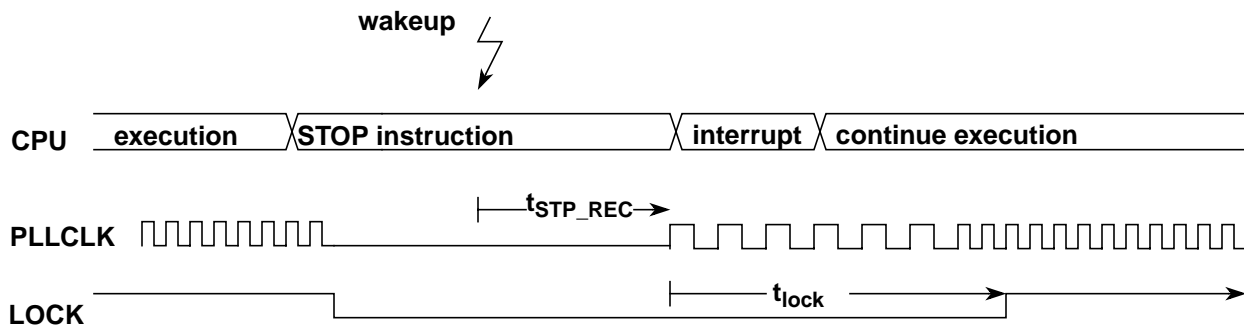 wakeup
CPU execution STOP instruction interrupt continue execution
tSTP_REC
PLLCLK
tlock
LOCK